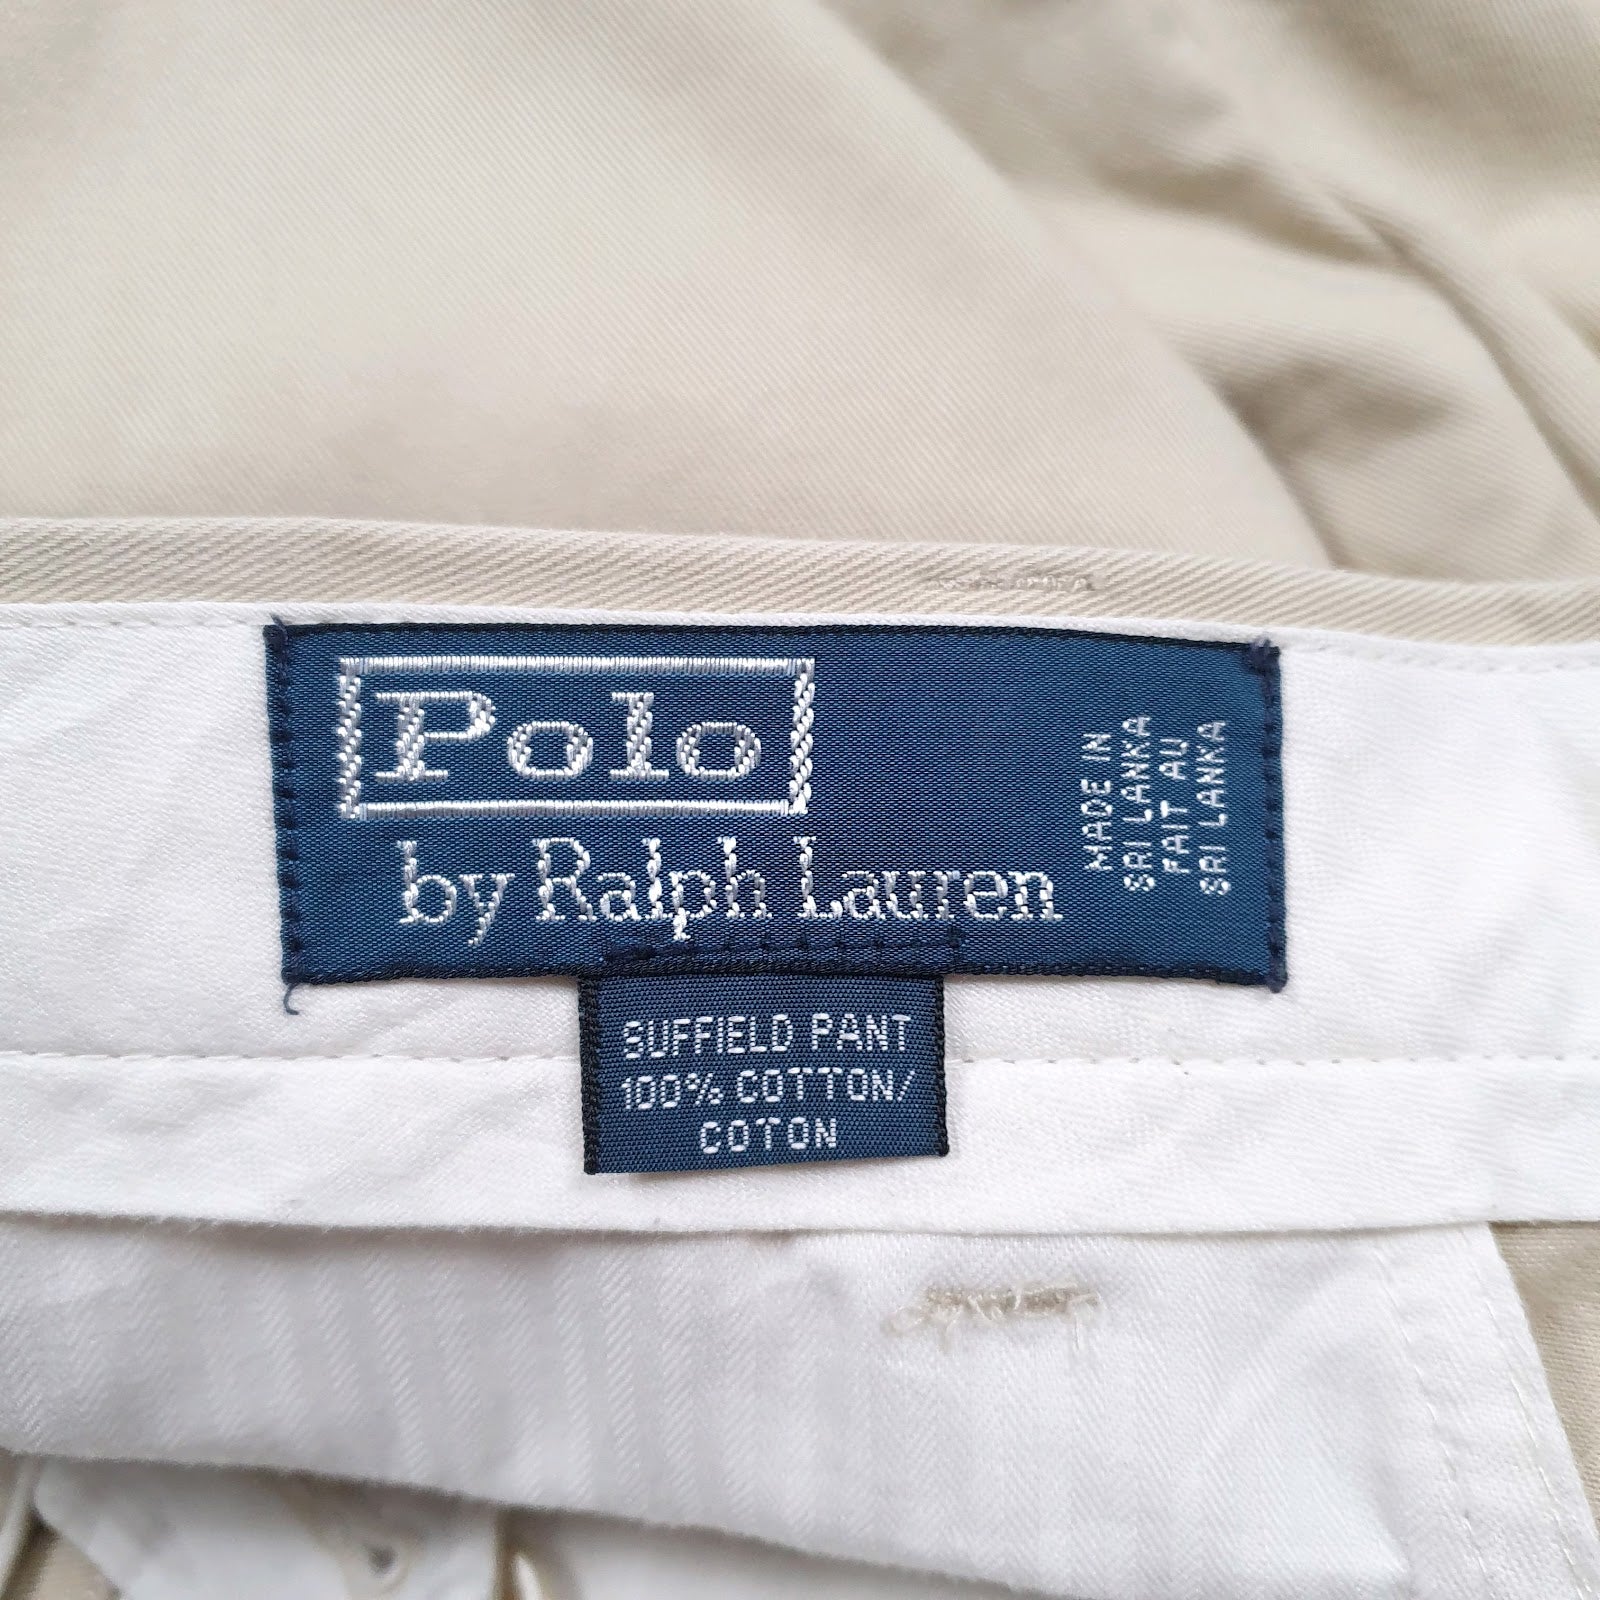 Polo
by Ralph Lauren
MADE IN
SRI LANKA
FAIT AU
SRI LANKA
SUFFIELD PANT
100% COTTON/
COTON